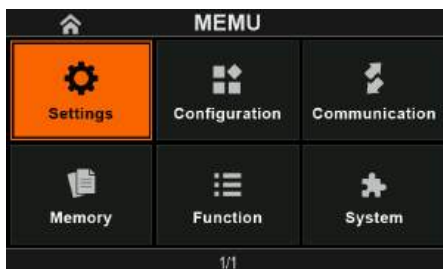 MEMU
Settings
Configuration
Communication
Memory
Function
System
1/1